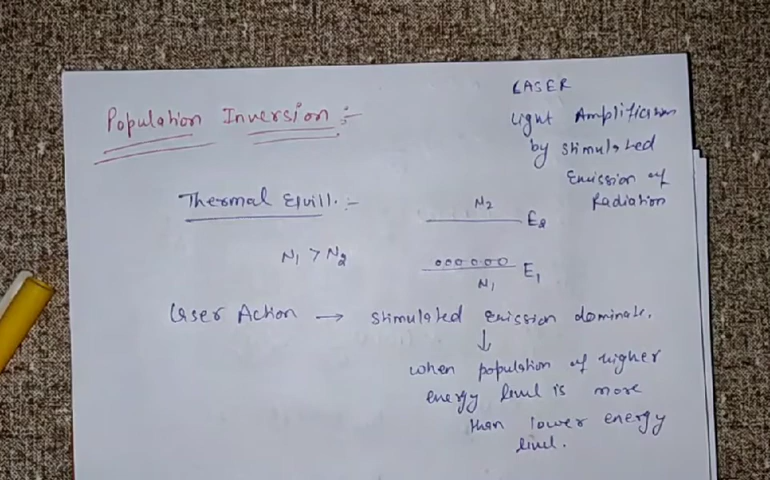 LASER
Population Inversion :-
Light Amplification
by stimulated
Emission of
Radiation
Thermal Equill. :-
N2
E2
N1 > N2
E1
N1
Laser Action → stimulated Emission dominate.
↓
when population of higher
energy level is more
than lower energy
level.